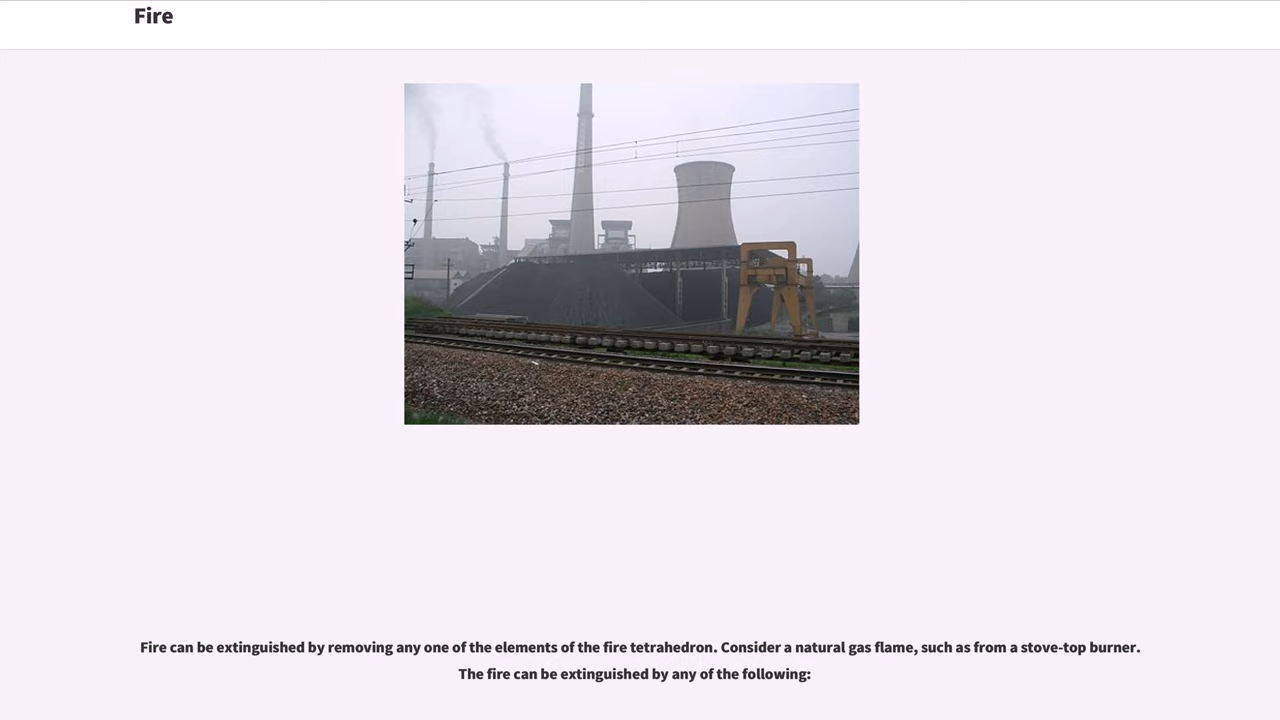 Fire
Fire can be extinguished by removing any one of the elements of the fire tetrahedron. Consider a natural gas flame, such as from a stove-top burner.
The fire can be extinguished by any of the following: